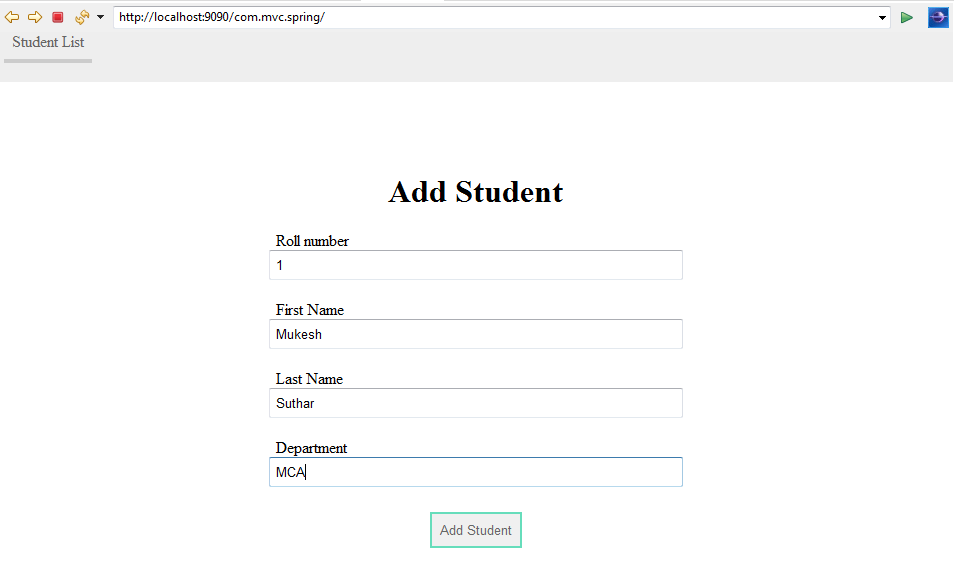 http://localhost:9090/com.mvc.spring/
Student List
Add Student
Roll number
1
First Name
Mukesh
Last Name
Suthar
Department
MCA
Add Student